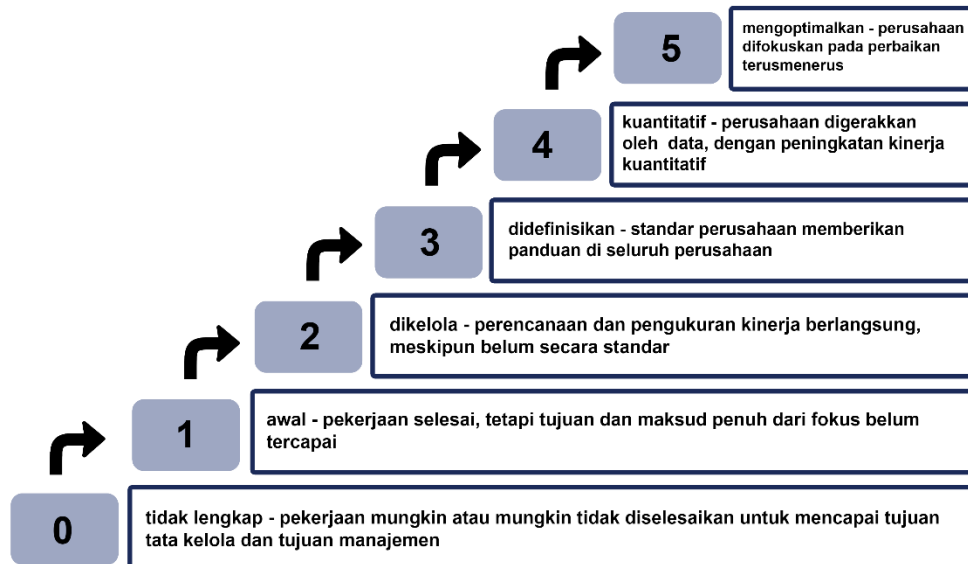 5
mengoptimalkan - perusahaan
difokuskan pada perbaikan
terusmenerus
4
kuantitatif - perusahaan digerakkan
oleh data, dengan peningkatan kinerja
kuantitatif
3
didefinisikan - standar perusahaan memberikan
panduan di seluruh perusahaan
2
dikelola - perencanaan dan pengukuran kinerja berlangsung,
meskipun belum secara standar
1
awal - pekerjaan selesai, tetapi tujuan dan maksud penuh dari fokus belum
tercapai
0
tidak lengkap - pekerjaan mungkin atau mungkin tidak diselesaikan untuk mencapai tujuan
tata kelola dan tujuan manajemen